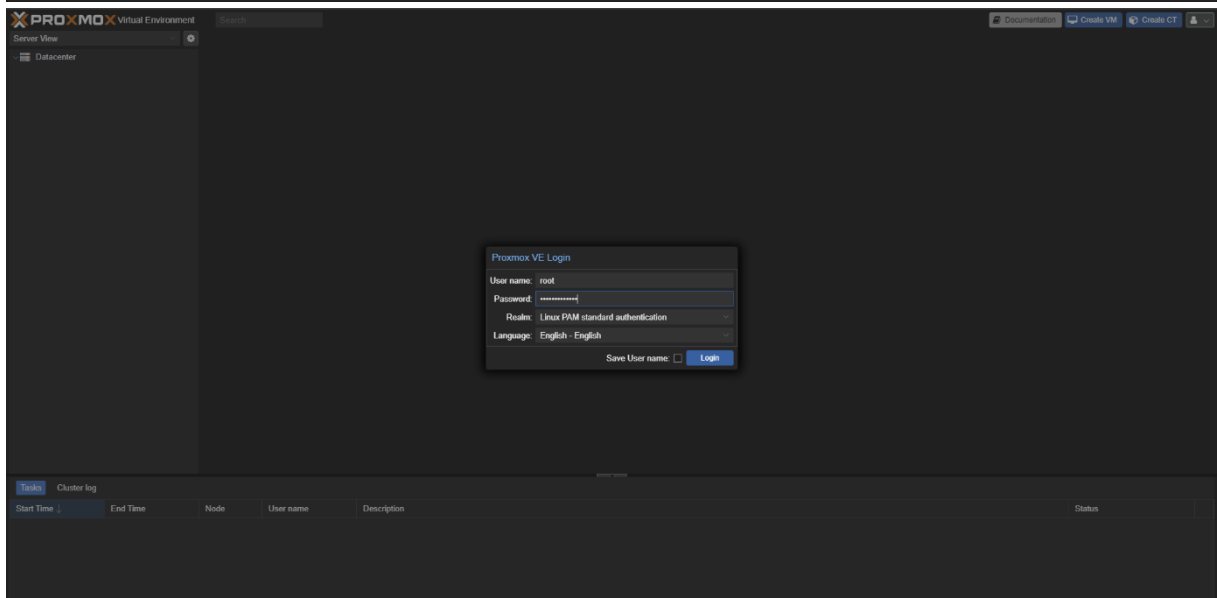 PROXMOX Virtual Environment Search Documentation Create VM Create CT
Server View
Datacenter
Proxmox VE Login
User name: root
Password: •••••••••••••
Realm: Linux PAM standard authentication
Language: English - English
Save User name: Login
Tasks Cluster log
Start Time ↓ End Time Node User name Description Status